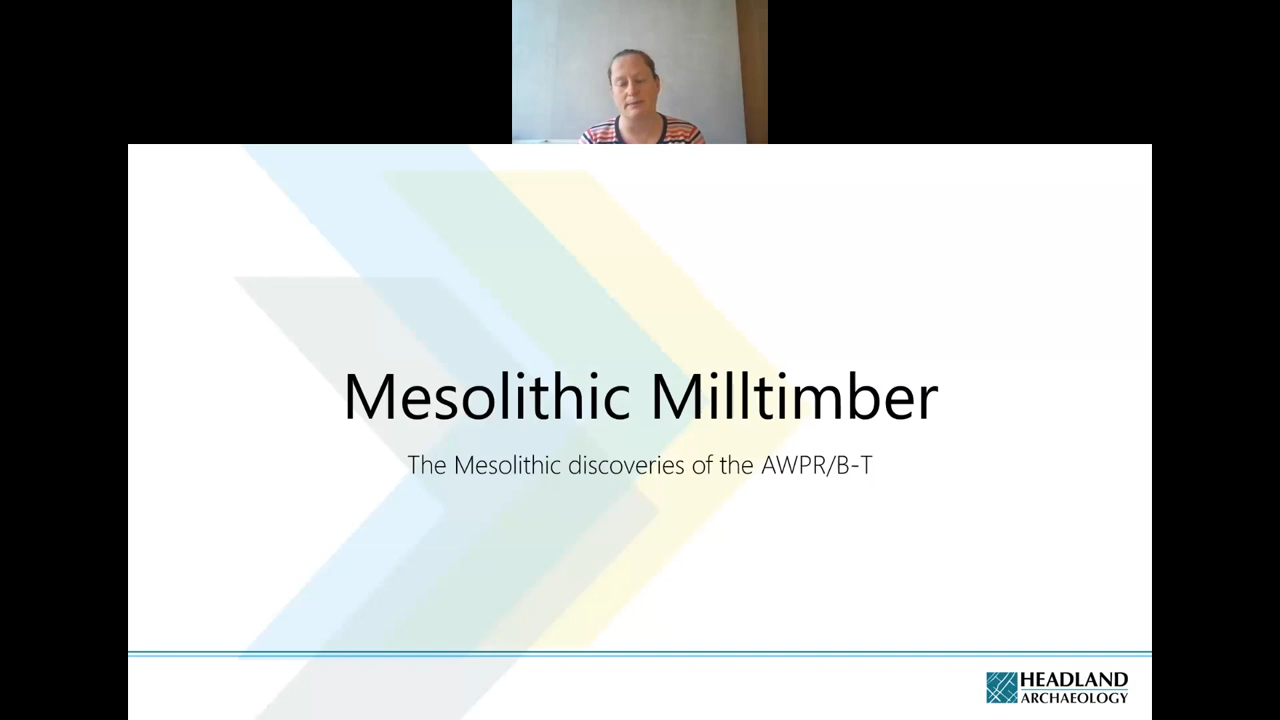 Mesolithic Milltimber
The Mesolithic discoveries of the AWPR/B-T
HEADLAND
ARCHAEOLOGY